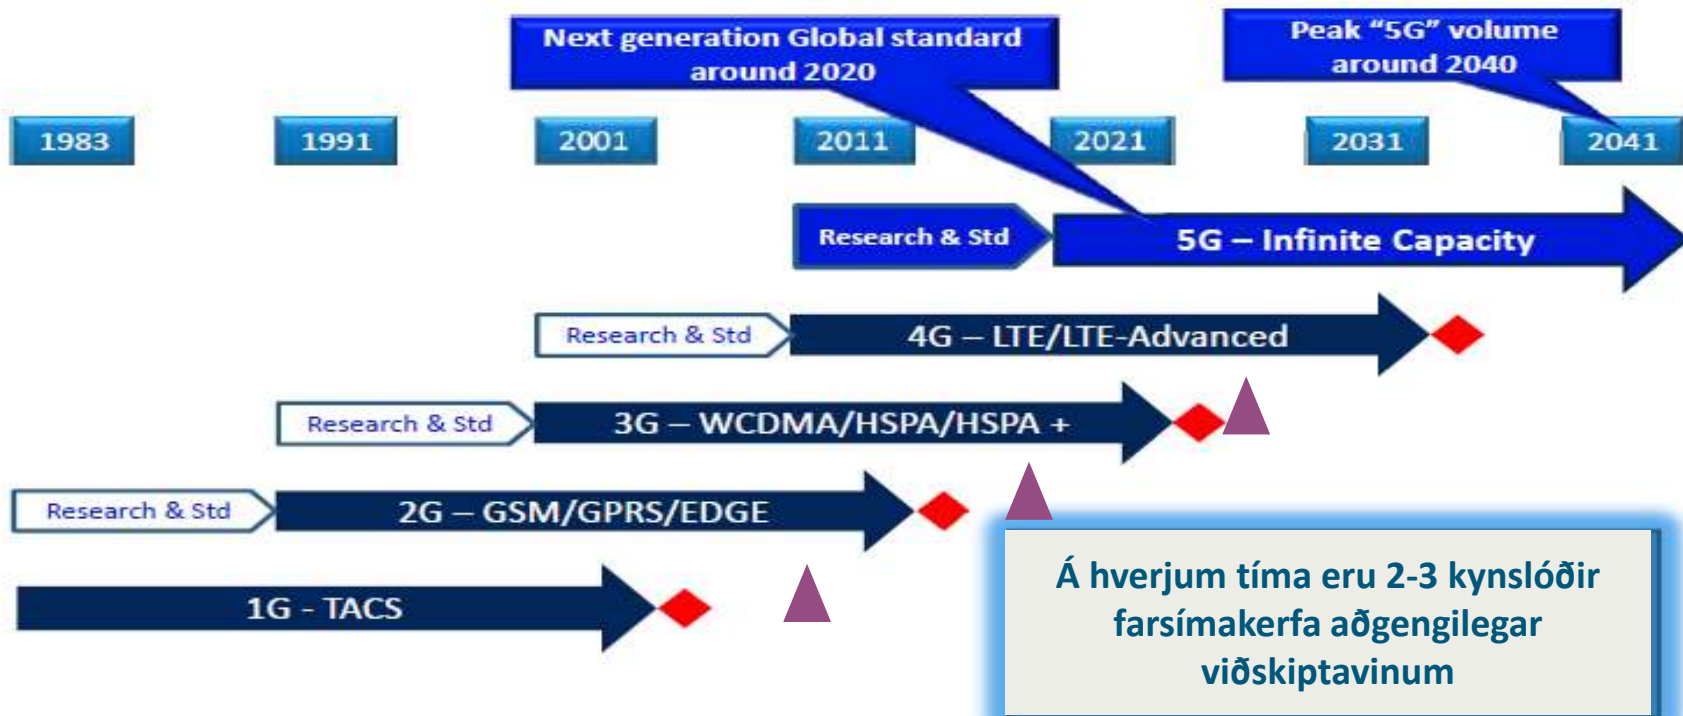 Next generation Global standard
around 2020
Peak “5G” volume
around 2040
1983
1991
2001
2011
2021
2031
2041
Research & Std
5G – Infinite Capacity
Research & Std
4G – LTE/LTE-Advanced
Research & Std
3G – WCDMA/HSPA/HSPA +
Research & Std
2G – GSM/GPRS/EDGE
1G - TACS
Á hverjum tíma eru 2-3 kynslóðir
farsímakerfa aðgengilegar
viðskiptavinum